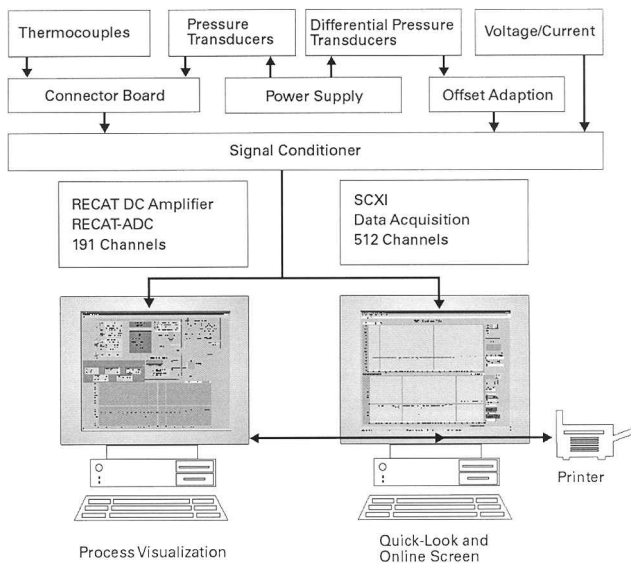 Thermocouples
Pressure
Transducers
Differential Pressure
Transducers
Voltage/Current
Connector Board
Power Supply
Offset Adaption
Signal Conditioner
RECAT DC Amplifier
RECAT-ADC
191 Channels
SCXI
Data Acquisition
512 Channels
Printer
Process Visualization
Quick-Look and
Online Screen